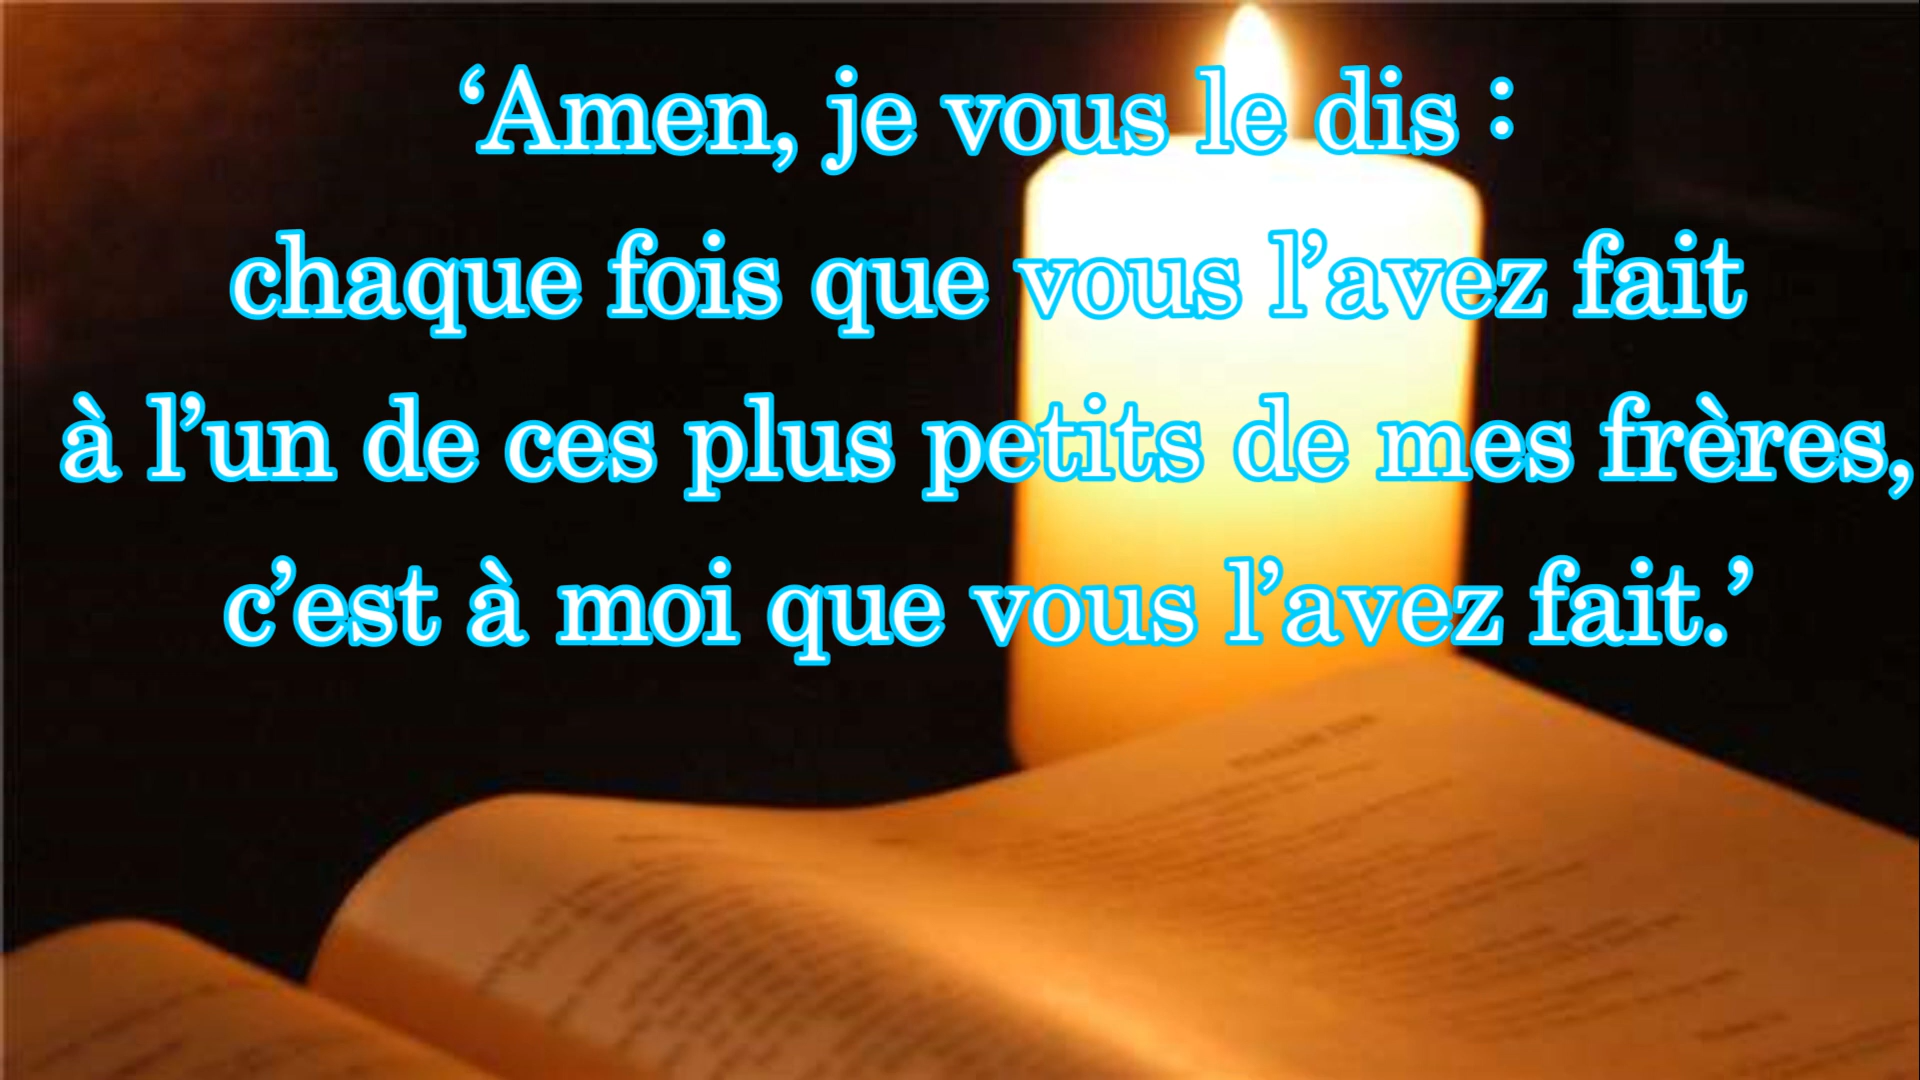 ‘Amen, je vous le dis :
chaque fois que vous l’avez fait
à l’un de ces plus petits de mes frères,
c’est à moi que vous l’avez fait.’